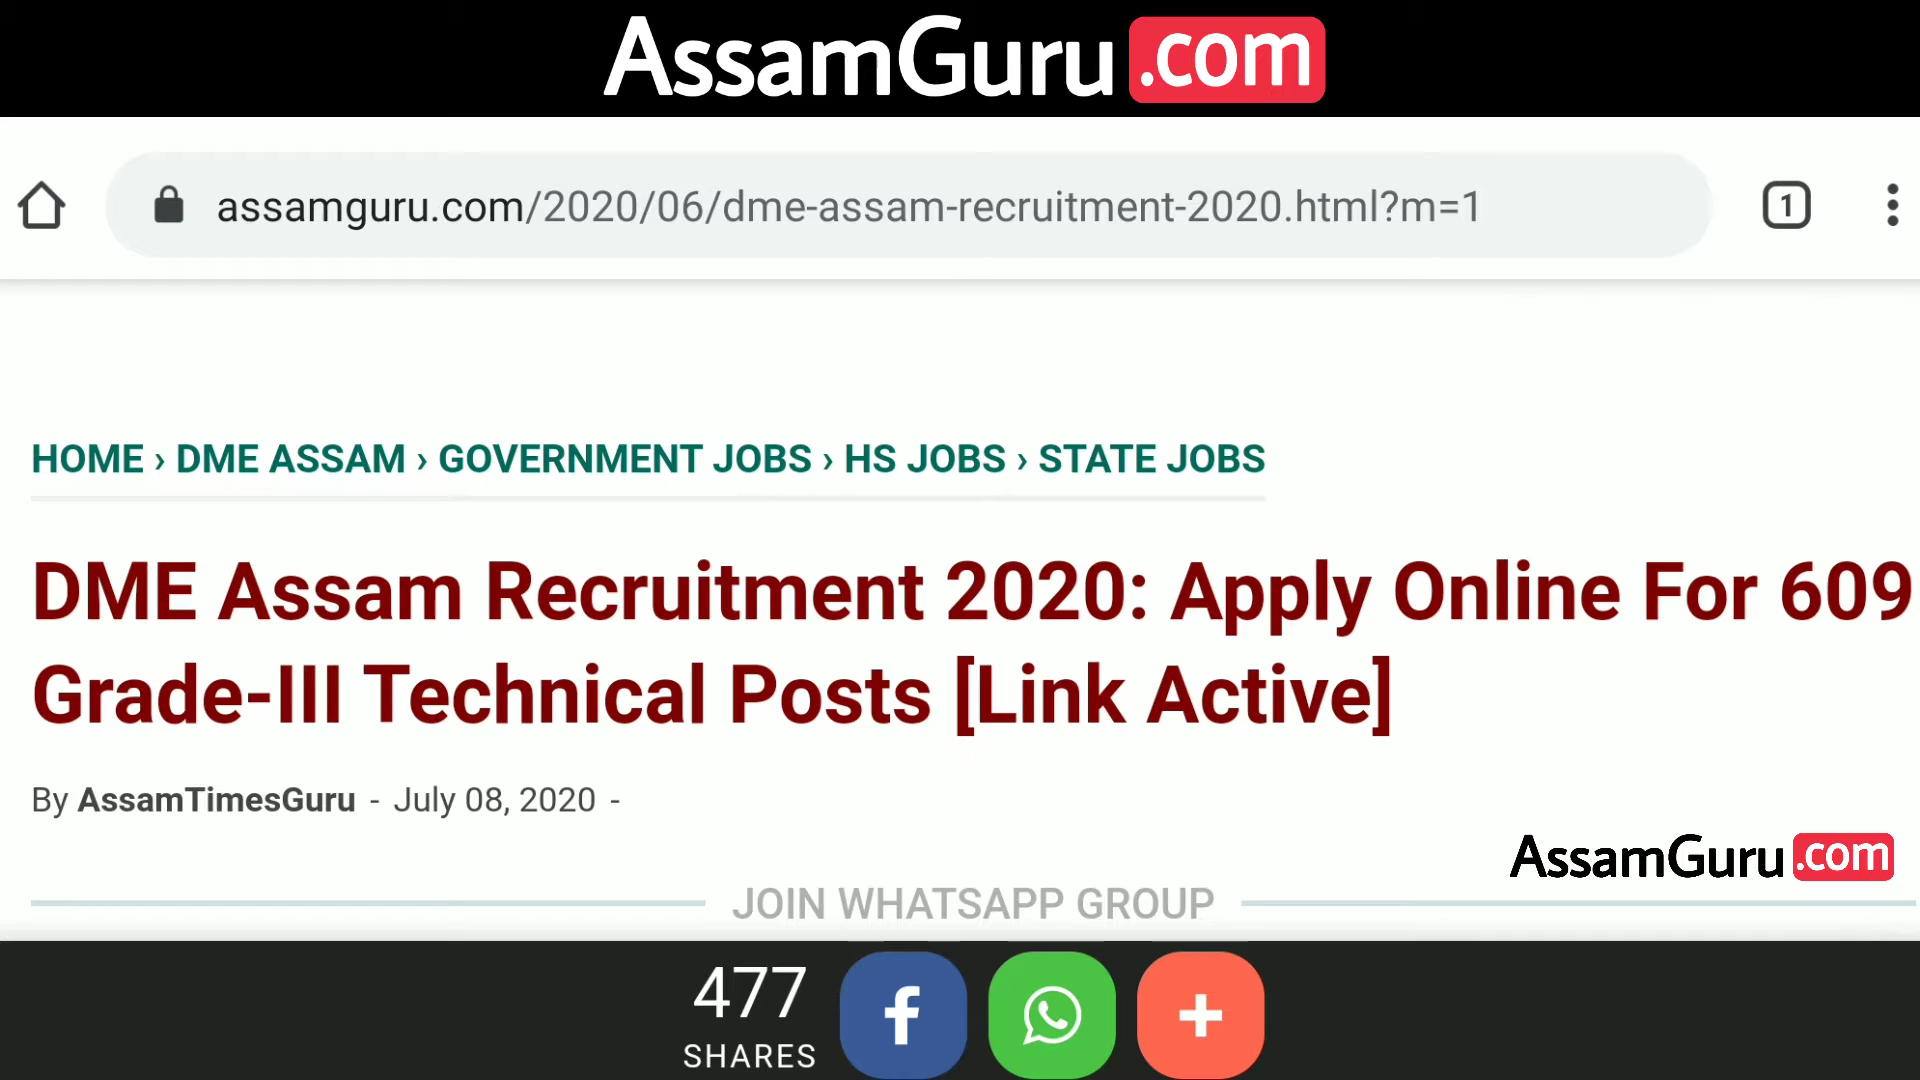 AssamGuru.com
assamguru.com/2020/06/dme-assam-recruitment-2020.html?m=1
1
HOME › DME ASSAM › GOVERNMENT JOBS › HS JOBS › STATE JOBS
DME Assam Recruitment 2020: Apply Online For 609
Grade-III Technical Posts [Link Active]
By AssamTimesGuru - July 08, 2020 -
AssamGuru.com
JOIN WHATSAPP GROUP
477
SHARES